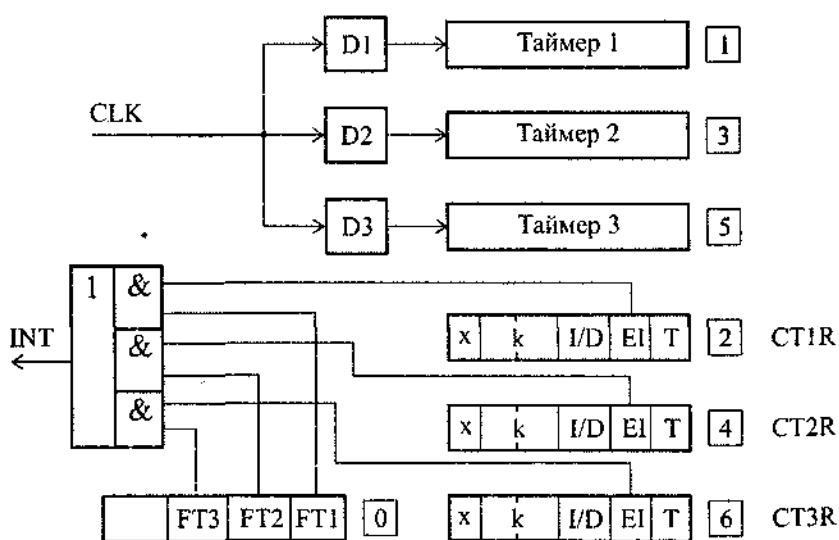 D1 Таймер 1 1
CLK
D2 Таймер 2 3
D3 Таймер 3 5
1 &
INT
&
&
x k I/D EI T 2 CT1R
x k I/D EI T 4 CT2R
FT3 FT2 FT1 0
x k I/D EI T 6 CT3R